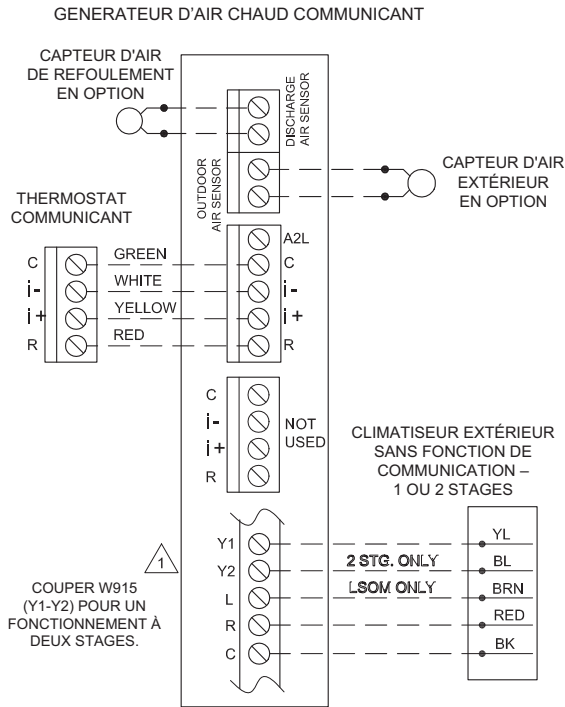 GENERATEUR D'AIR CHAUD COMMUNICANT
CAPTEUR D'AIR
DE REFOULEMENT
EN OPTION
DISCHARGE
AIR SENSOR
OUTDOOR
AIR SENSOR
CAPTEUR D'AIR
EXTÉRIEUR
EN OPTION
THERMOSTAT
COMMUNICANT
A2L
C
GREEN
C
i-
WHITE
i-
i+
YELLOW
i+
R
RED
R
C
i-
i+
R
NOT
USED
CLIMATISEUR EXTÉRIEUR
SANS FONCTION DE
COMMUNICATION –
1 OU 2 STAGES
1
COUPER W915
(Y1-Y2) POUR UN
FONCTIONNEMENT À
DEUX STAGES.
Y1
YL
Y2
2 STG. ONLY
BL
L
LSOM ONLY
BRN
R
RED
C
BK